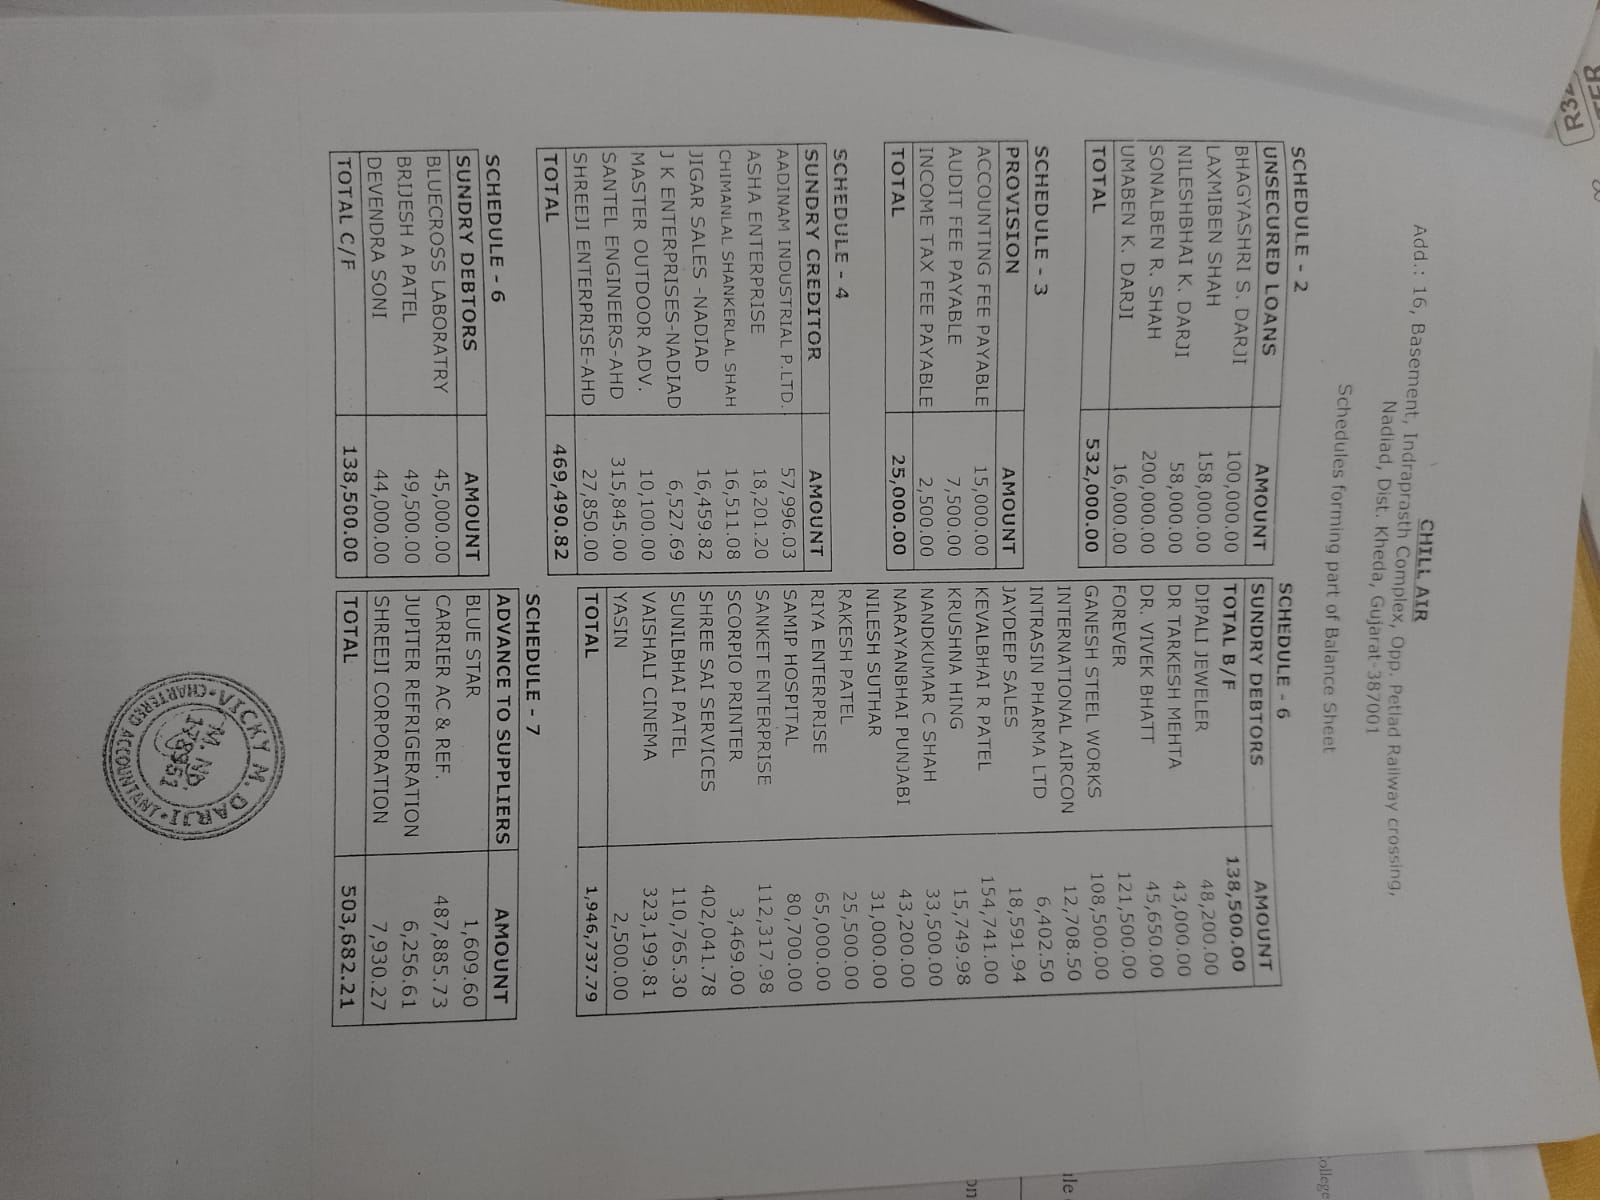 CHILL AIR
Add.: 16, Basement, Indraprasth Complex, Opp. Petlad Railway crossing,
Nadiad, Dist. Kheda, Gujarat-387001
Schedules forming part of Balance Sheet
SCHEDULE - 2
UNSECURED LOANS AMOUNT
BHAGYASHRI S. DARJI 100,000.00
LAXMIBEN SHAH 158,000.00
NILESHBHAI K. DARJI 58,000.00
SONALBEN R. SHAH 200,000.00
UMABEN K. DARJI 16,000.00
TOTAL 532,000.00
SCHEDULE - 3
PROVISION AMOUNT
ACCOUNTING FEE PAYABLE 15,000.00
AUDIT FEE PAYABLE 7,500.00
INCOME TAX FEE PAYABLE 2,500.00
TOTAL 25,000.00
SCHEDULE - 4
SUNDRY CREDITOR AMOUNT
AADINAM INDUSTRIAL P.LTD. 57,996.03
ASHA ENTERPRISE 18,201.20
CHIMANLAL SHANKERLAL SHAH 16,511.08
JIGAR SALES -NADIAD 16,459.82
J K ENTERPRISES-NADIAD 6,527.69
MASTER OUTDOOR ADV. 10,100.00
SANTEL ENGINEERS-AHD 315,845.00
SHREEJI ENTERPRISE-AHD 27,850.00
TOTAL 469,490.82
SCHEDULE - 6
SUNDRY DEBTORS AMOUNT
BLUECROSS LABORATRY 45,000.00
BRIJESH A PATEL 49,500.00
DEVENDRA SONI 44,000.00
TOTAL C/F 138,500.00
SCHEDULE - 6
SUNDRY DEBTORS AMOUNT
TOTAL B/F 138,500.00
DIPALI JEWELER 48,200.00
DR TARKESH MEHTA 43,000.00
DR. VIVEK BHATT 45,650.00
FOREVER 121,500.00
GANESH STEEL WORKS 108,500.00
INTERNATIONAL AIRCON 12,708.50
INTRASIN PHARMA LTD 6,402.50
JAYDEEP SALES 18,591.94
KEVALBHAI R PATEL 154,741.00
KRUSHNA HING 15,749.98
NANDKUMAR C SHAH 33,500.00
NARAYANBHAI PUNJABI 43,200.00
NILESH SUTHAR 31,000.00
RAKESH PATEL 25,500.00
RIYA ENTERPRISE 65,000.00
SAMIP HOSPITAL 80,700.00
SANKET ENTERPRISE 112,317.98
SCORPIO PRINTER 3,469.00
SHREE SAI SERVICES 402,041.78
SUNILBHAI PATEL 110,765.30
VAISHALI CINEMA 323,199.81
YASIN 2,500.00
TOTAL 1,946,737.79
SCHEDULE - 7
ADVANCE TO SUPPLIERS AMOUNT
BLUE STAR 1,609.60
CARRIER AC & REF. 487,885.73
JUPITER REFRIGERATION 6,256.61
SHREEJI CORPORATION 7,930.27
TOTAL 503,682.21
VICKY M. DARJI
CHARTERED ACCOUNTANT
M. No.